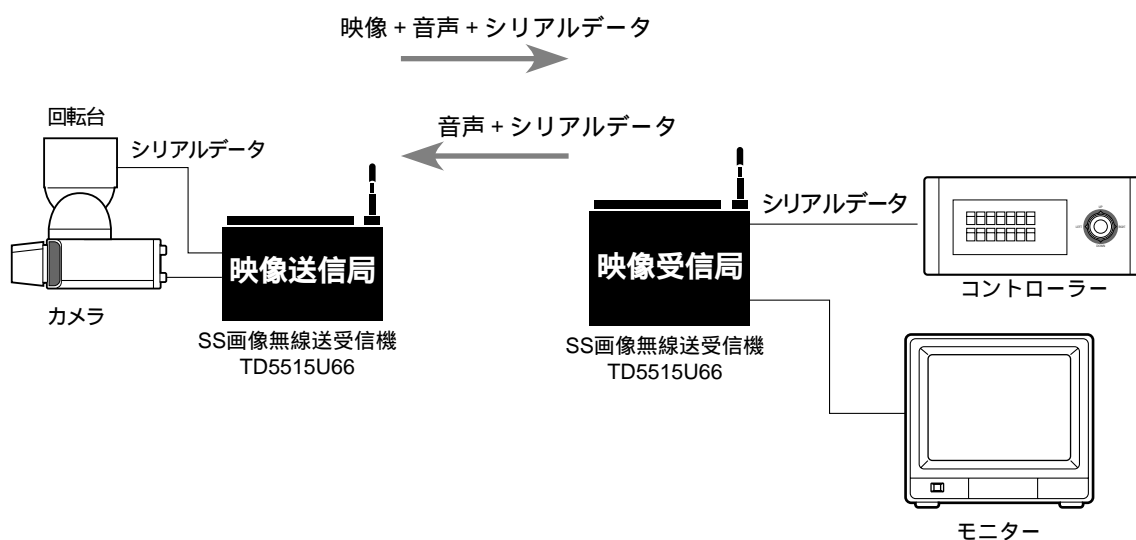 映像+音声+シリアルデータ
音声+シリアルデータ
回転台
シリアルデータ
カメラ
映像送信局
SS画像無線送受信機
TD5515U66
映像受信局
SS画像無線送受信機
TD5515U66
シリアルデータ
コントローラー
モニター